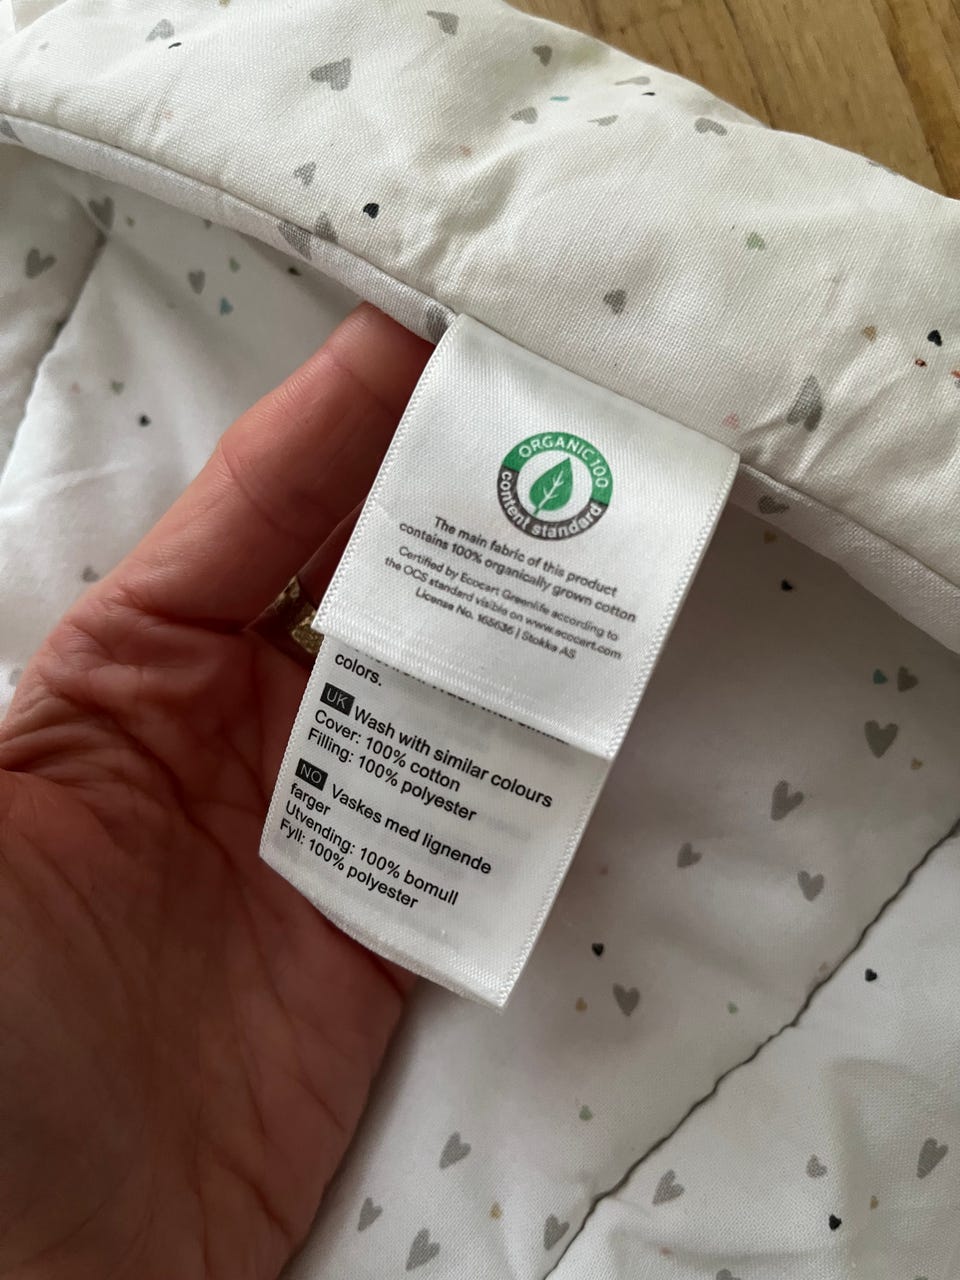 ORGANIC 100
content standard
The main fabric of this product
contains 100% organically grown cotton
Certified by Ecocart Greenlife according to
the OCS standard visible on www.ecocart.com
License No. 165636 | Stokke AS
colors.
UK Wash with similar colours
Cover: 100% cotton
Filling: 100% polyester
NO Vaskes med lignende
farger
Utvending: 100% bomull
Fyll: 100% polyester